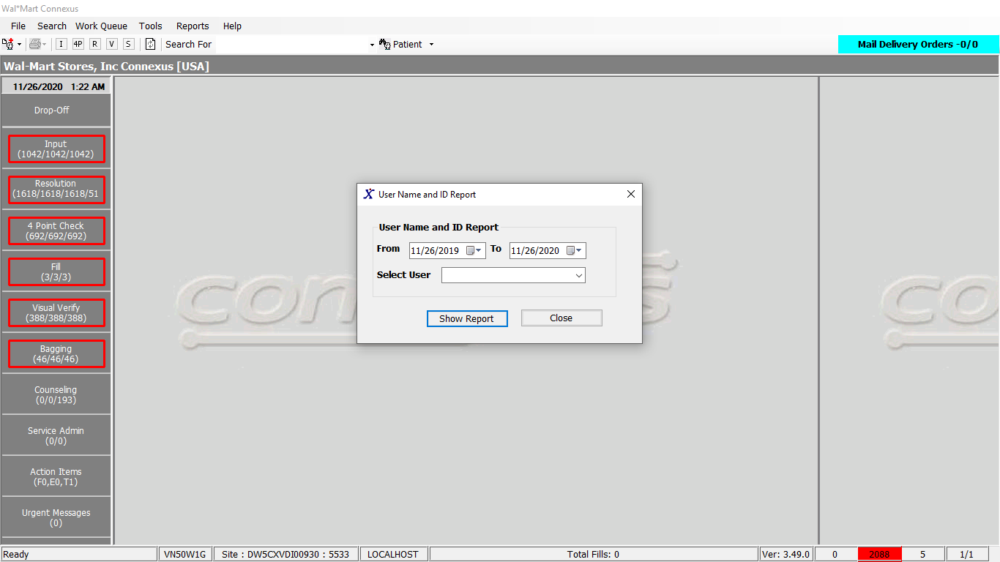 Wal*Mart Connexus
File Search Work Queue Tools Reports Help
I 4P R V S Search For Patient
Mail Delivery Orders -0/0
Wal-Mart Stores, Inc Connexus [USA]
11/26/2020 1:22 AM
Drop-Off
Input
(1042/1042/1042)
Resolution
(1618/1618/1618/51
4 Point Check
(692/692/692)
Fill
(3/3/3)
Visual Verify
(388/388/388)
Bagging
(46/46/46)
Counseling
(0/0/193)
Service Admin
(0/0)
Action Items
(F0,E0,T1)
Urgent Messages
(0)
X User Name and ID Report
User Name and ID Report
From 11/26/2019 To 11/26/2020
Select User
Show Report Close
Ready VN50W1G Site : DW5CXVDI00930 : 5533 LOCALHOST Total Fills: 0 Ver: 3.49.0 0 2088 5 1/1